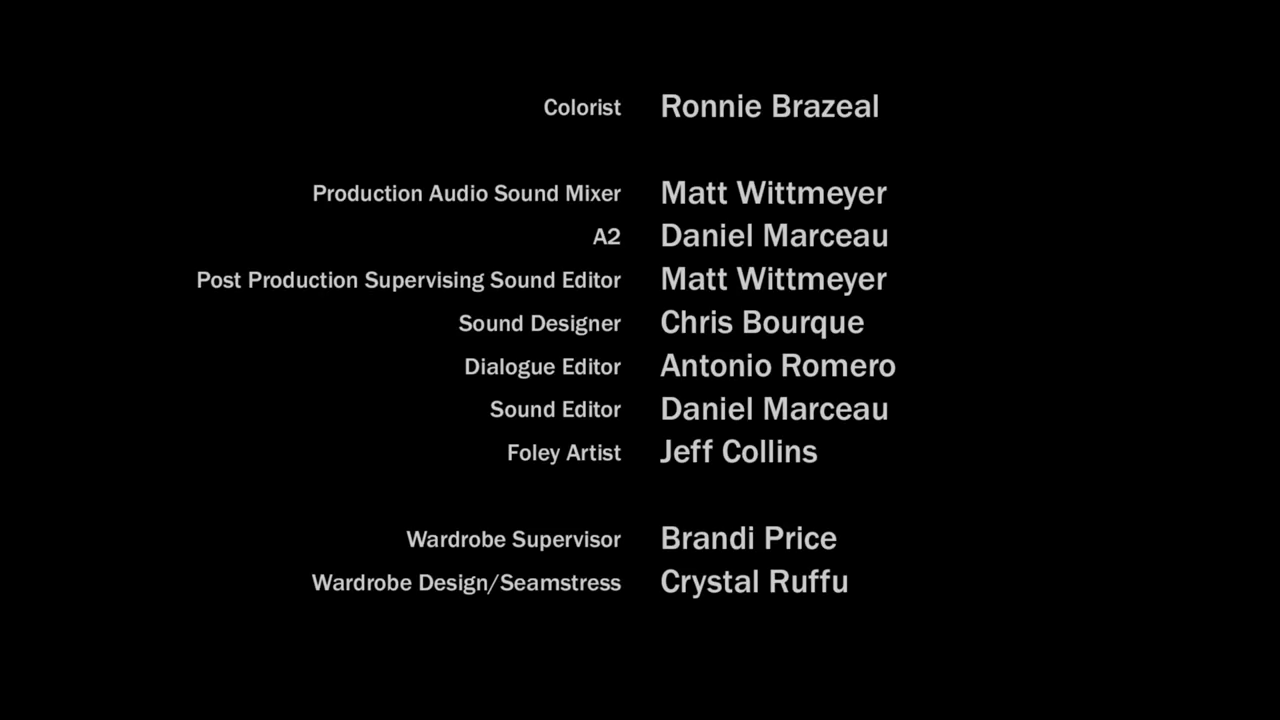 Colorist Ronnie Brazeal
Production Audio Sound Mixer Matt Wittmeyer
A2 Daniel Marceau
Post Production Supervising Sound Editor Matt Wittmeyer
Sound Designer Chris Bourque
Dialogue Editor Antonio Romero
Sound Editor Daniel Marceau
Foley Artist Jeff Collins
Wardrobe Supervisor Brandi Price
Wardrobe Design/Seamstress Crystal Ruffu